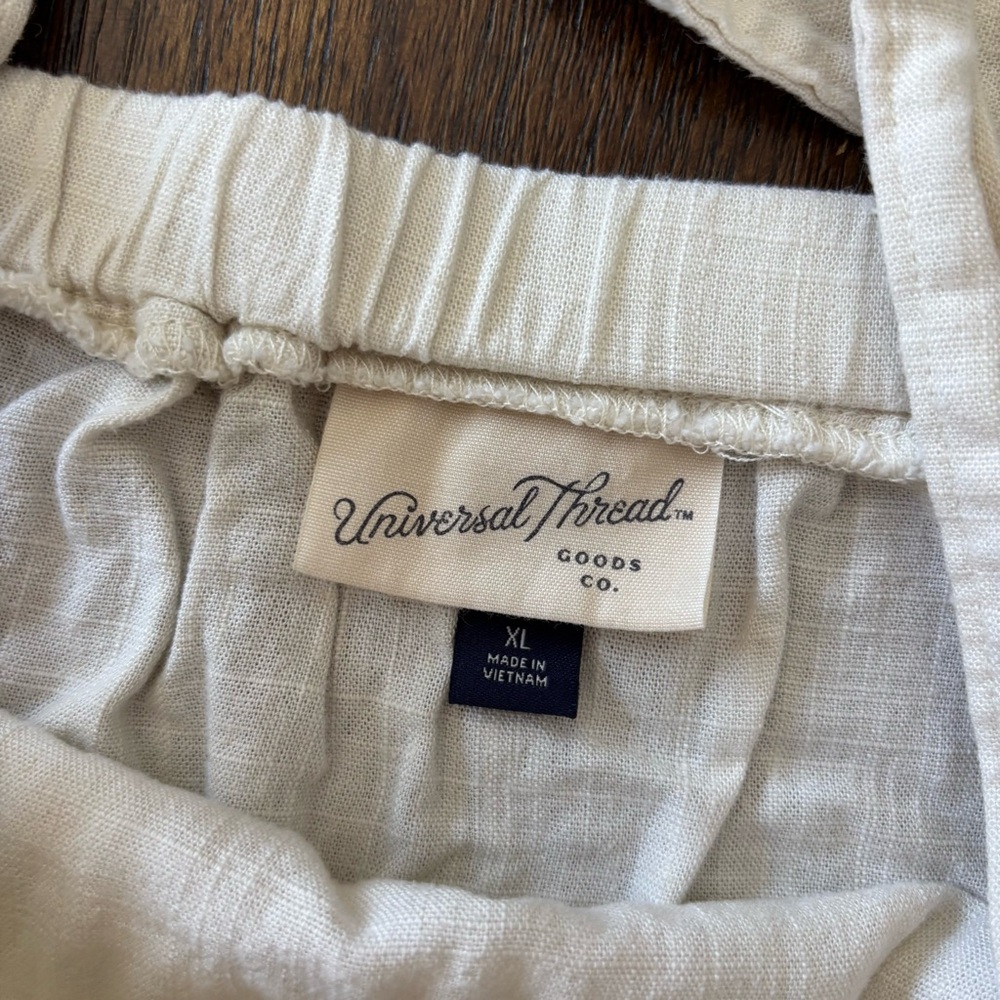 Universal Thread™
GOODS
CO.
XL
MADE IN
VIETNAM